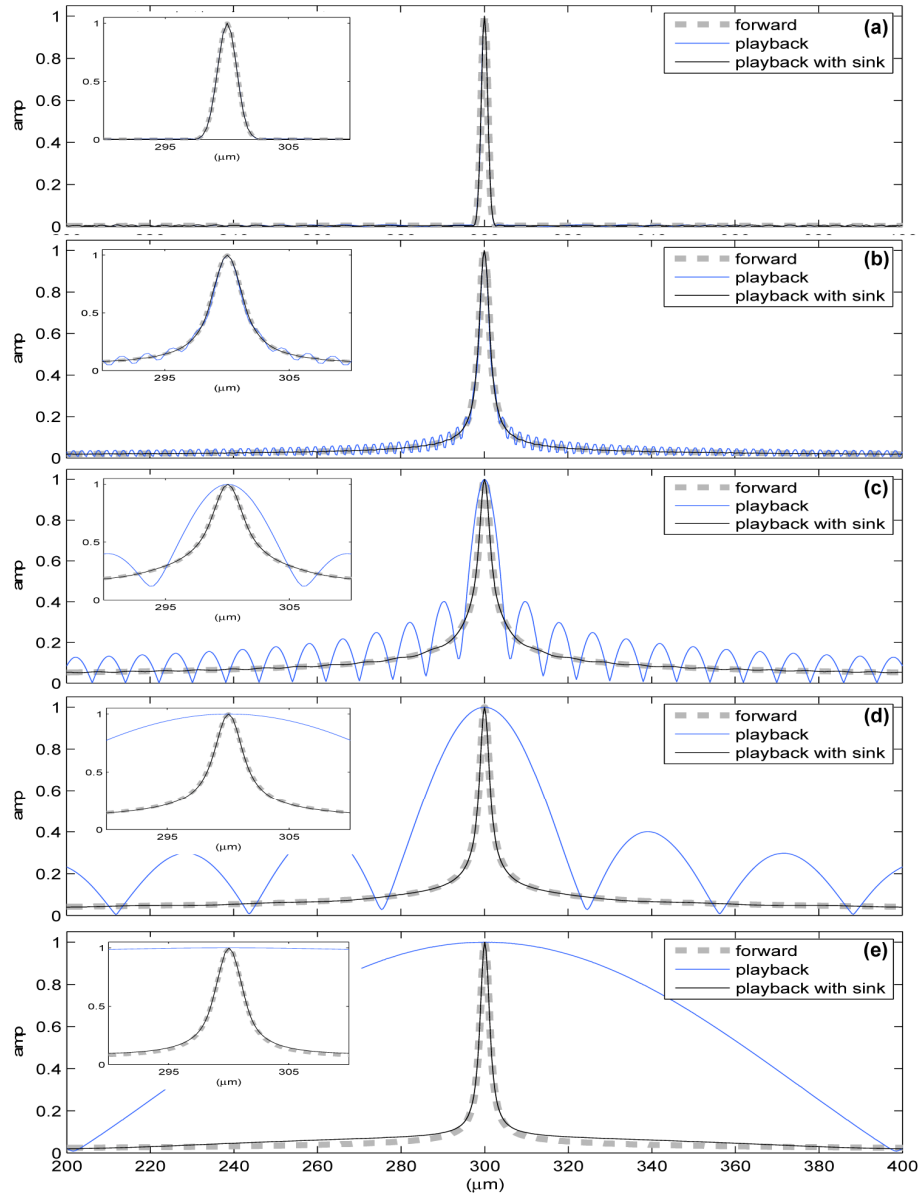 1
0.8
0.6
0.4
0.2
0
amp
1
0.5
0
295 305
(µm)
forward
playback
playback with sink
(a)
1
0.8
0.6
0.4
0.2
0
amp
1
0.5
0
295 305
(µm)
forward
playback
playback with sink
(b)
1
0.8
0.6
0.4
0.2
0
amp
1
0.5
0
295 305
(µm)
forward
playback
playback with sink
(c)
1
0.8
0.6
0.4
0.2
0
amp
1
0.5
0
295 305
(µm)
forward
playback
playback with sink
(d)
1
0.8
0.6
0.4
0.2
0
amp
1
0.5
0
295 305
(µm)
forward
playback
playback with sink
(e)
200 220 240 260 280 300 320 340 360 380 400
(µm)